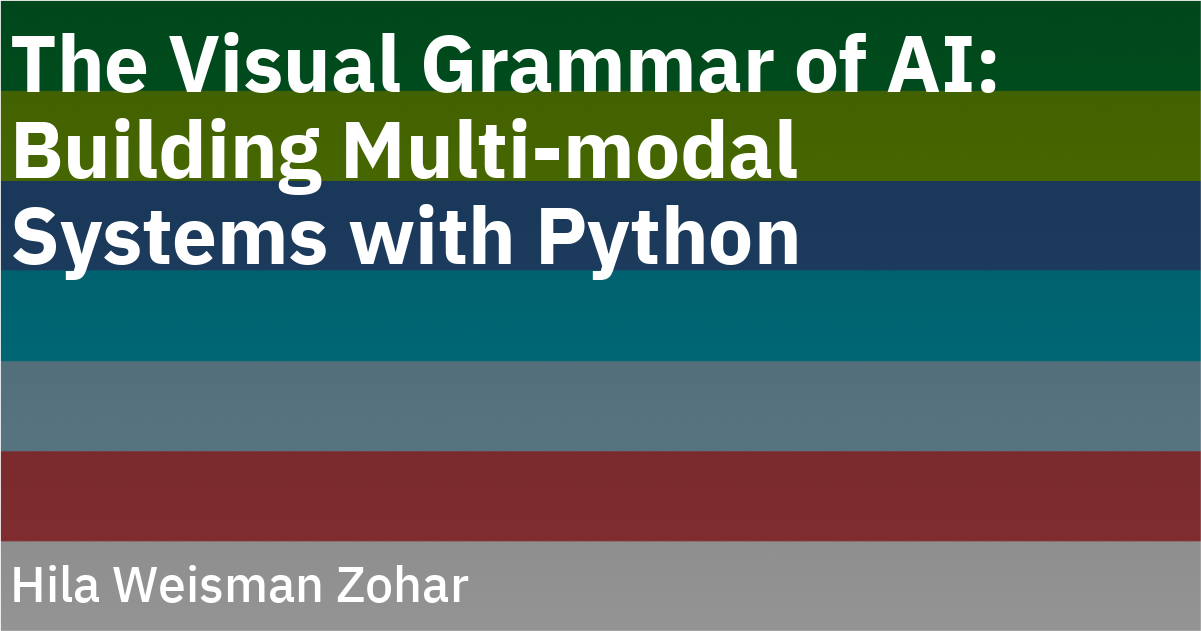 The Visual Grammar of AI:
Building Multi-modal
Systems with Python
Hila Weisman Zohar